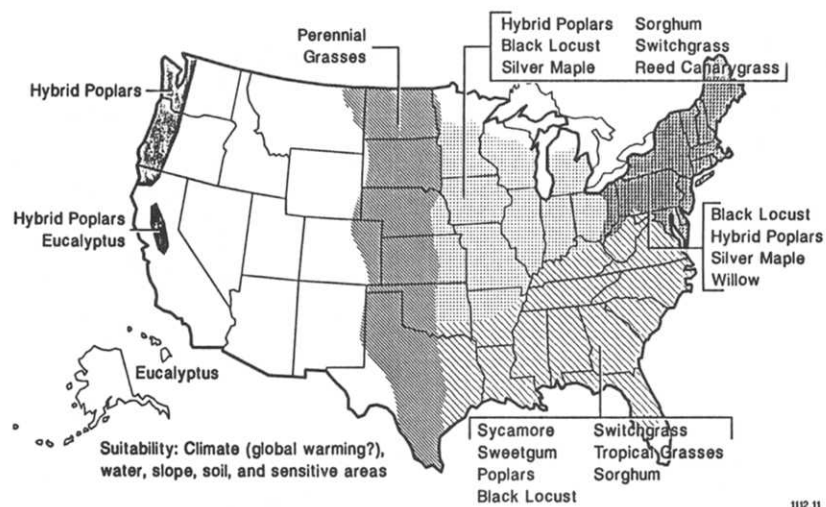 Perennial
Grasses
Hybrid Poplars Sorghum
Black Locust Switchgrass
Silver Maple Reed Canarygrass
Hybrid Poplars
Hybrid Poplars
Eucalyptus
Black Locust
Hybrid Poplars
Silver Maple
Willow
Eucalyptus
Sycamore Switchgrass
Sweetgum Tropical Grasses
Poplars Sorghum
Black Locust
Suitability: Climate (global warming?),
water, slope, soil, and sensitive areas
1112.11